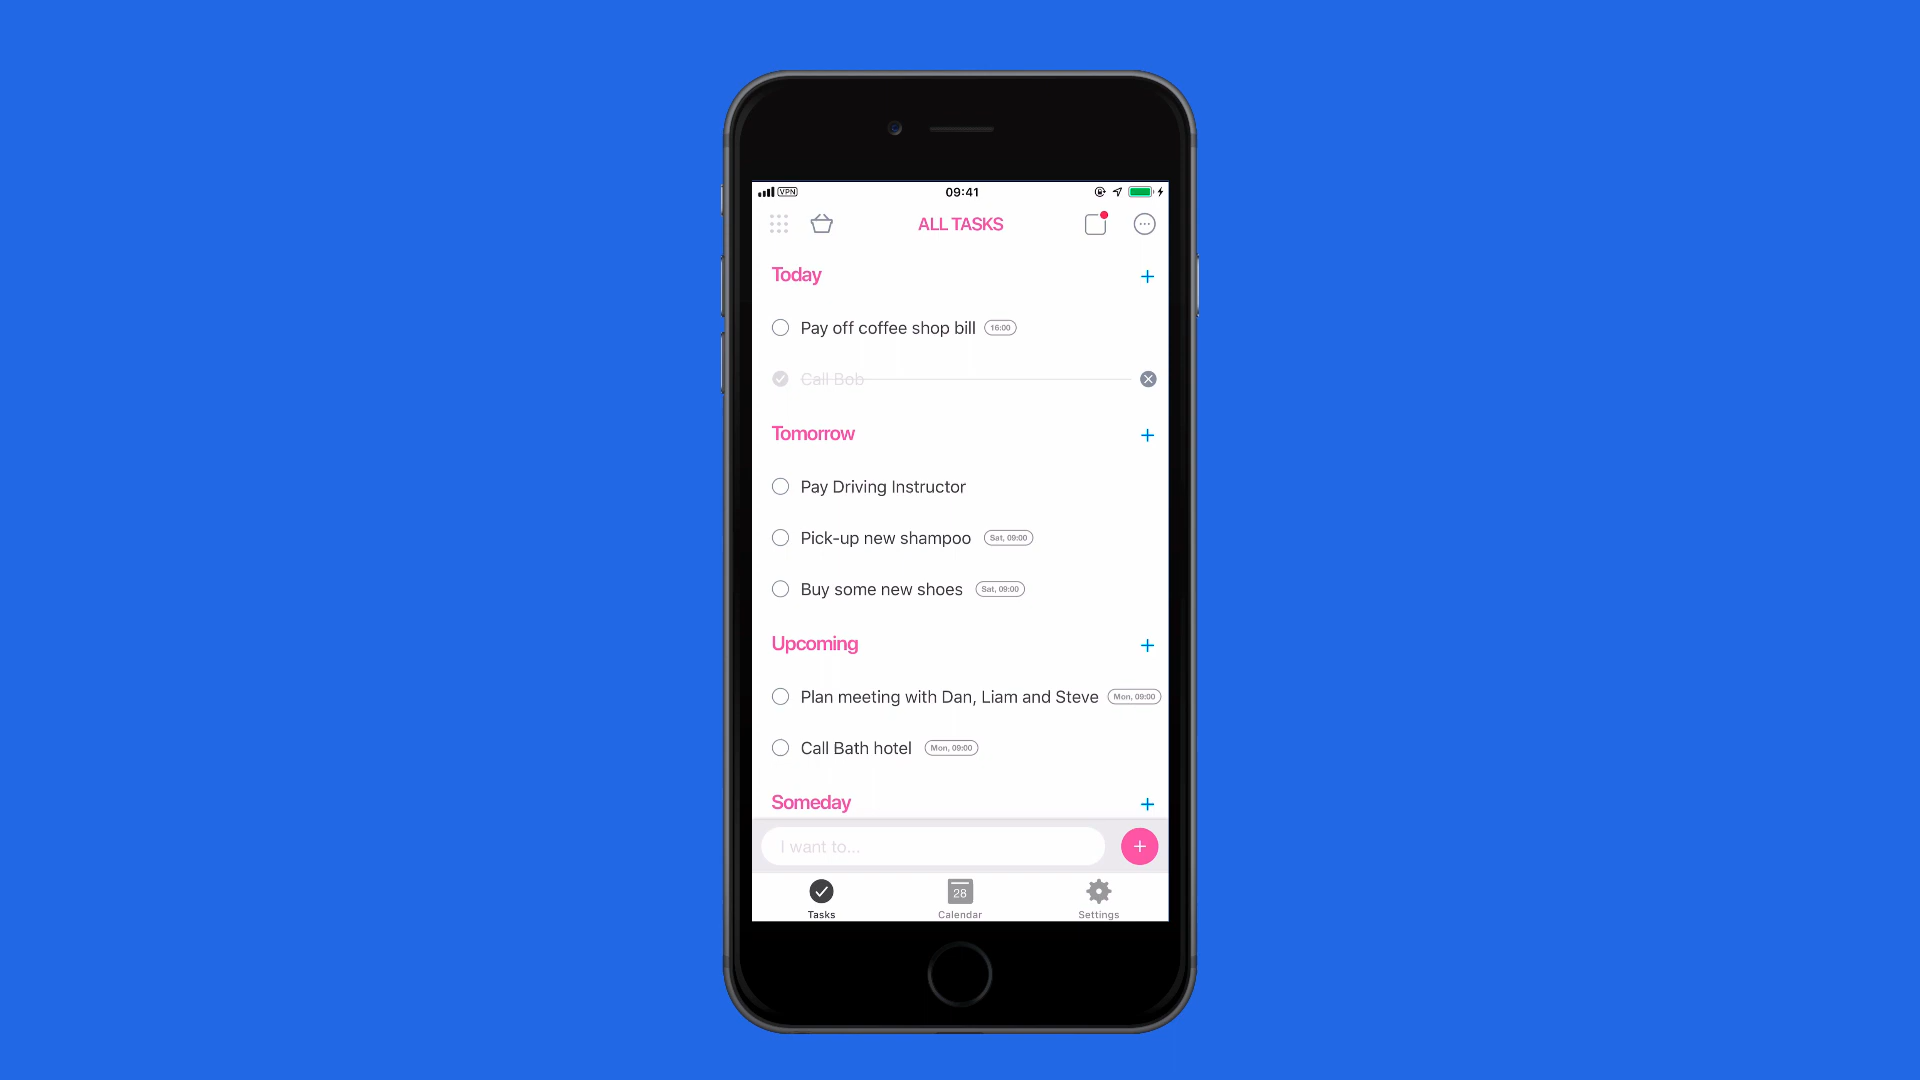 VPN 09:41
ALL TASKS
Today
Pay off coffee shop bill 16:00
Call Bob
Tomorrow
Pay Driving Instructor
Pick-up new shampoo Sat, 09:00
Buy some new shoes Sat, 09:00
Upcoming
Plan meeting with Dan, Liam and Steve Mon, 09:00
Call Bath hotel Mon, 09:00
Someday
I want to...
28
Tasks Calendar Settings